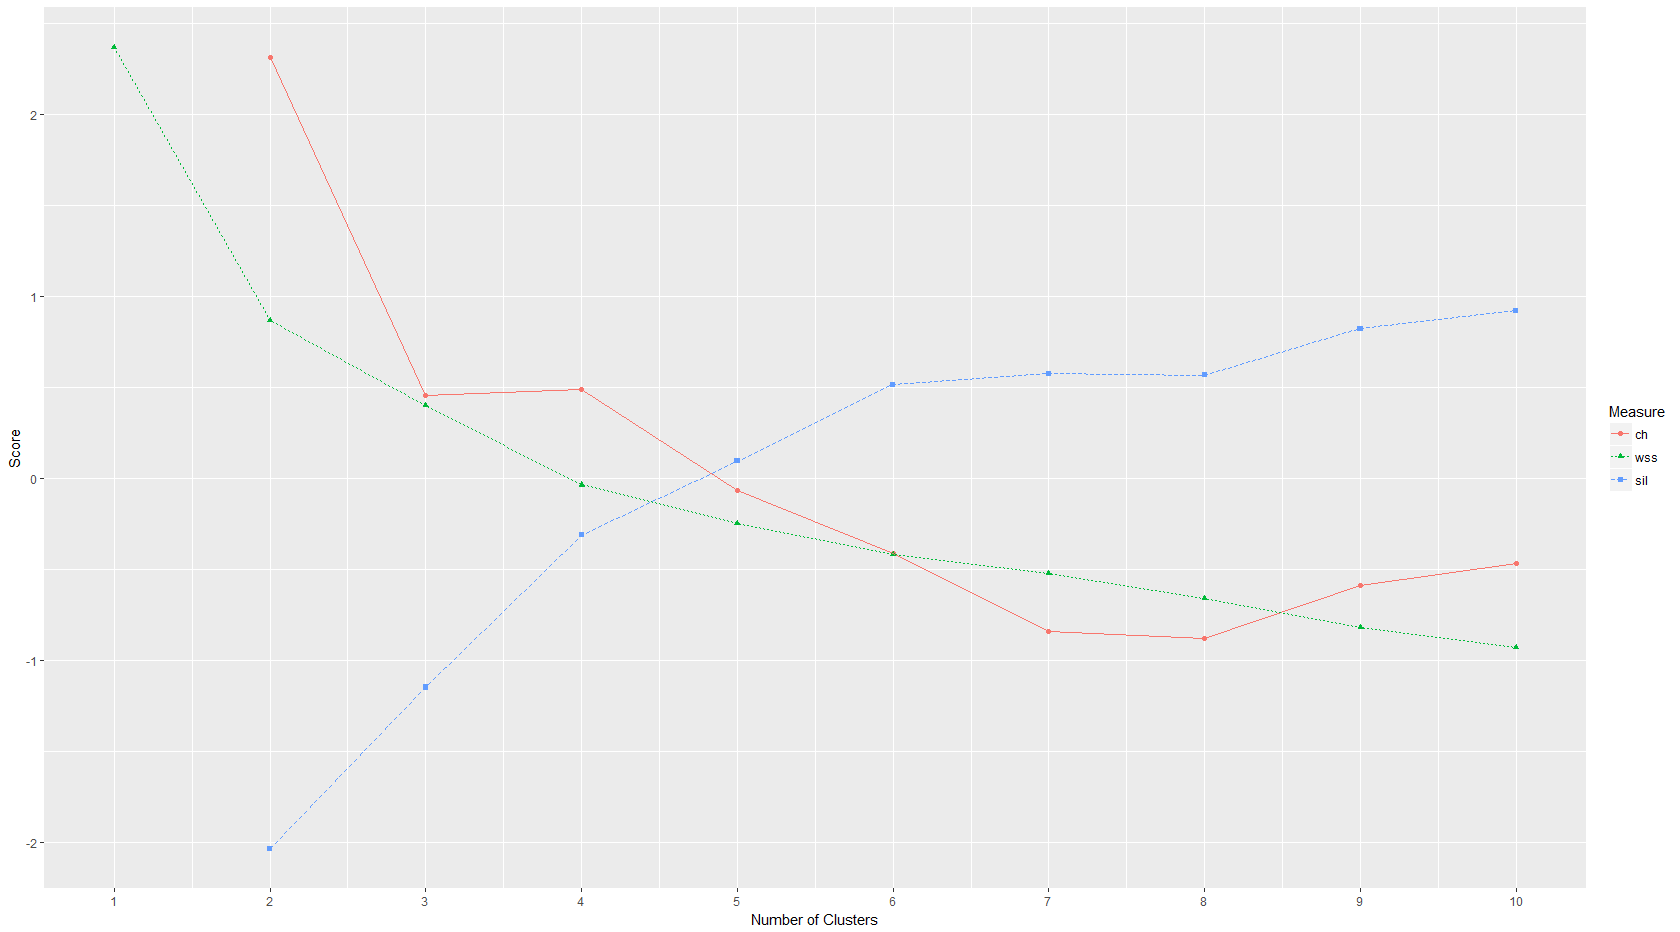 2
1
0
-1
-2
Score
1 2 3 4 5 6 7 8 9 10
Number of Clusters
Measure
ch
wss
sil